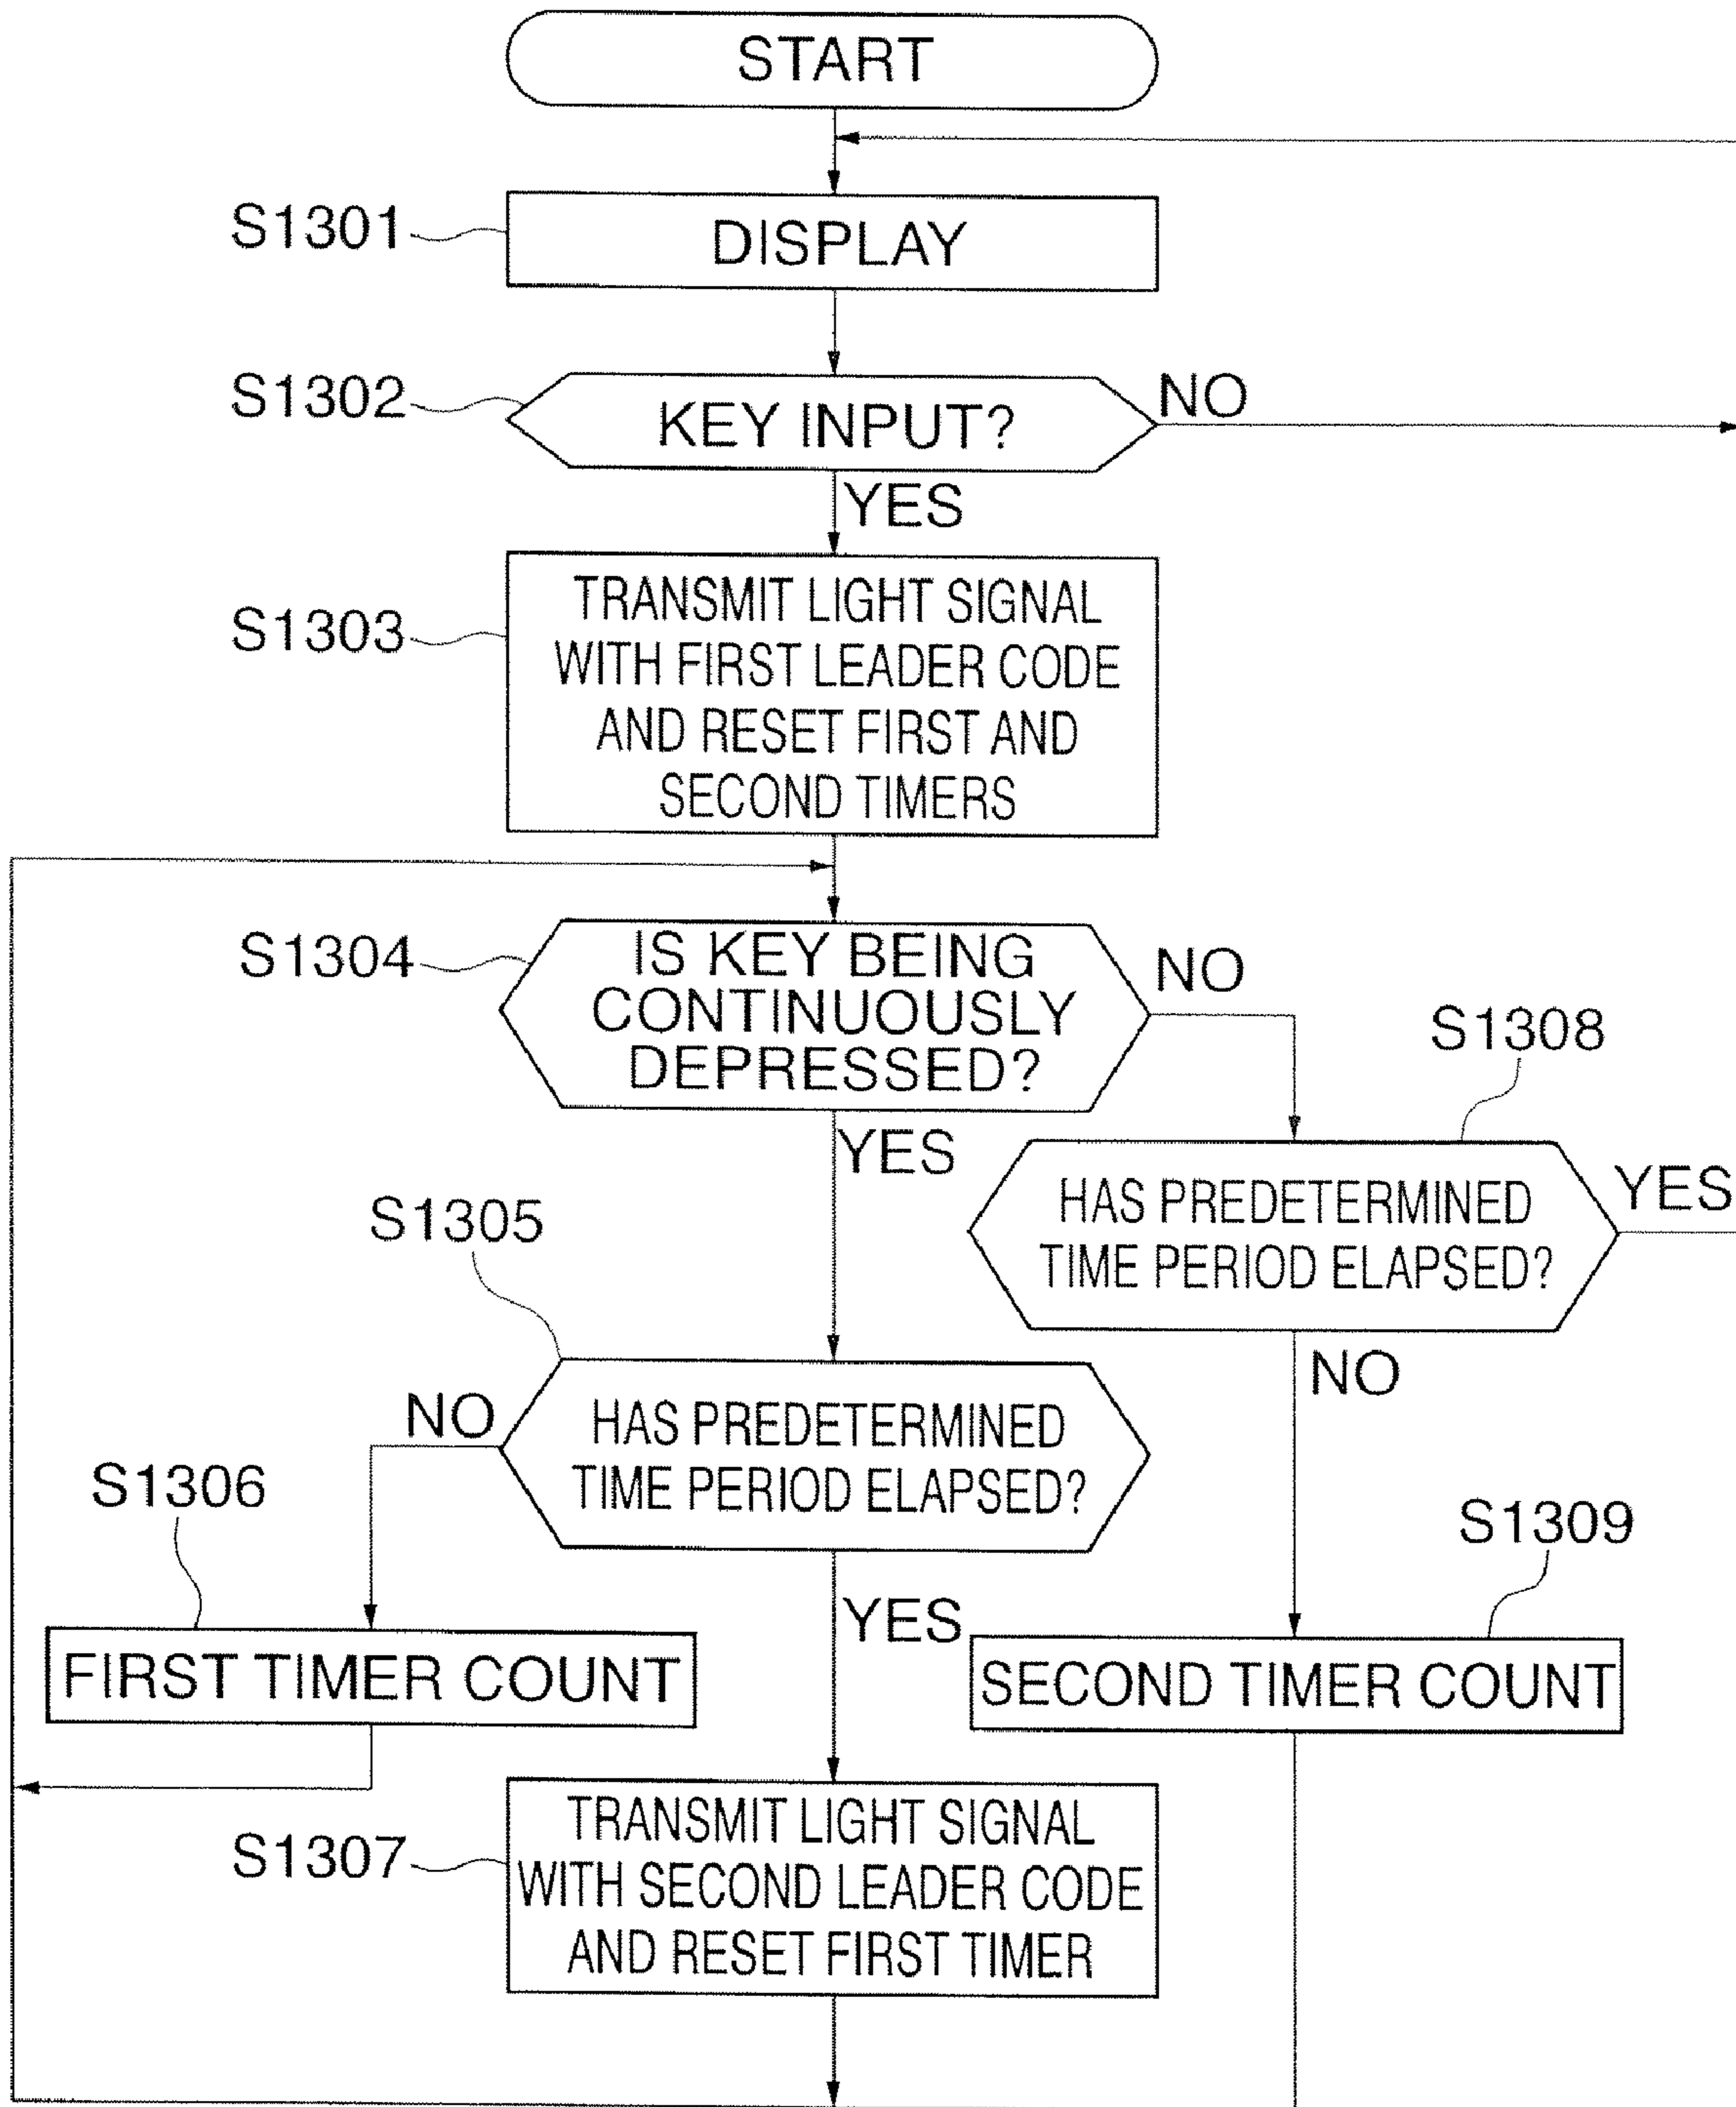 START
S1301
DISPLAY
S1302
KEY INPUT?
NO
YES
S1303
TRANSMIT LIGHT SIGNAL
WITH FIRST LEADER CODE
AND RESET FIRST AND
SECOND TIMERS
S1304
IS KEY BEING
CONTINUOUSLY
DEPRESSED?
NO
YES
S1308
HAS PREDETERMINED
TIME PERIOD ELAPSED?
YES
NO
S1305
HAS PREDETERMINED
TIME PERIOD ELAPSED?
NO
YES
S1306
FIRST TIMER COUNT
S1309
SECOND TIMER COUNT
S1307
TRANSMIT LIGHT SIGNAL
WITH SECOND LEADER CODE
AND RESET FIRST TIMER